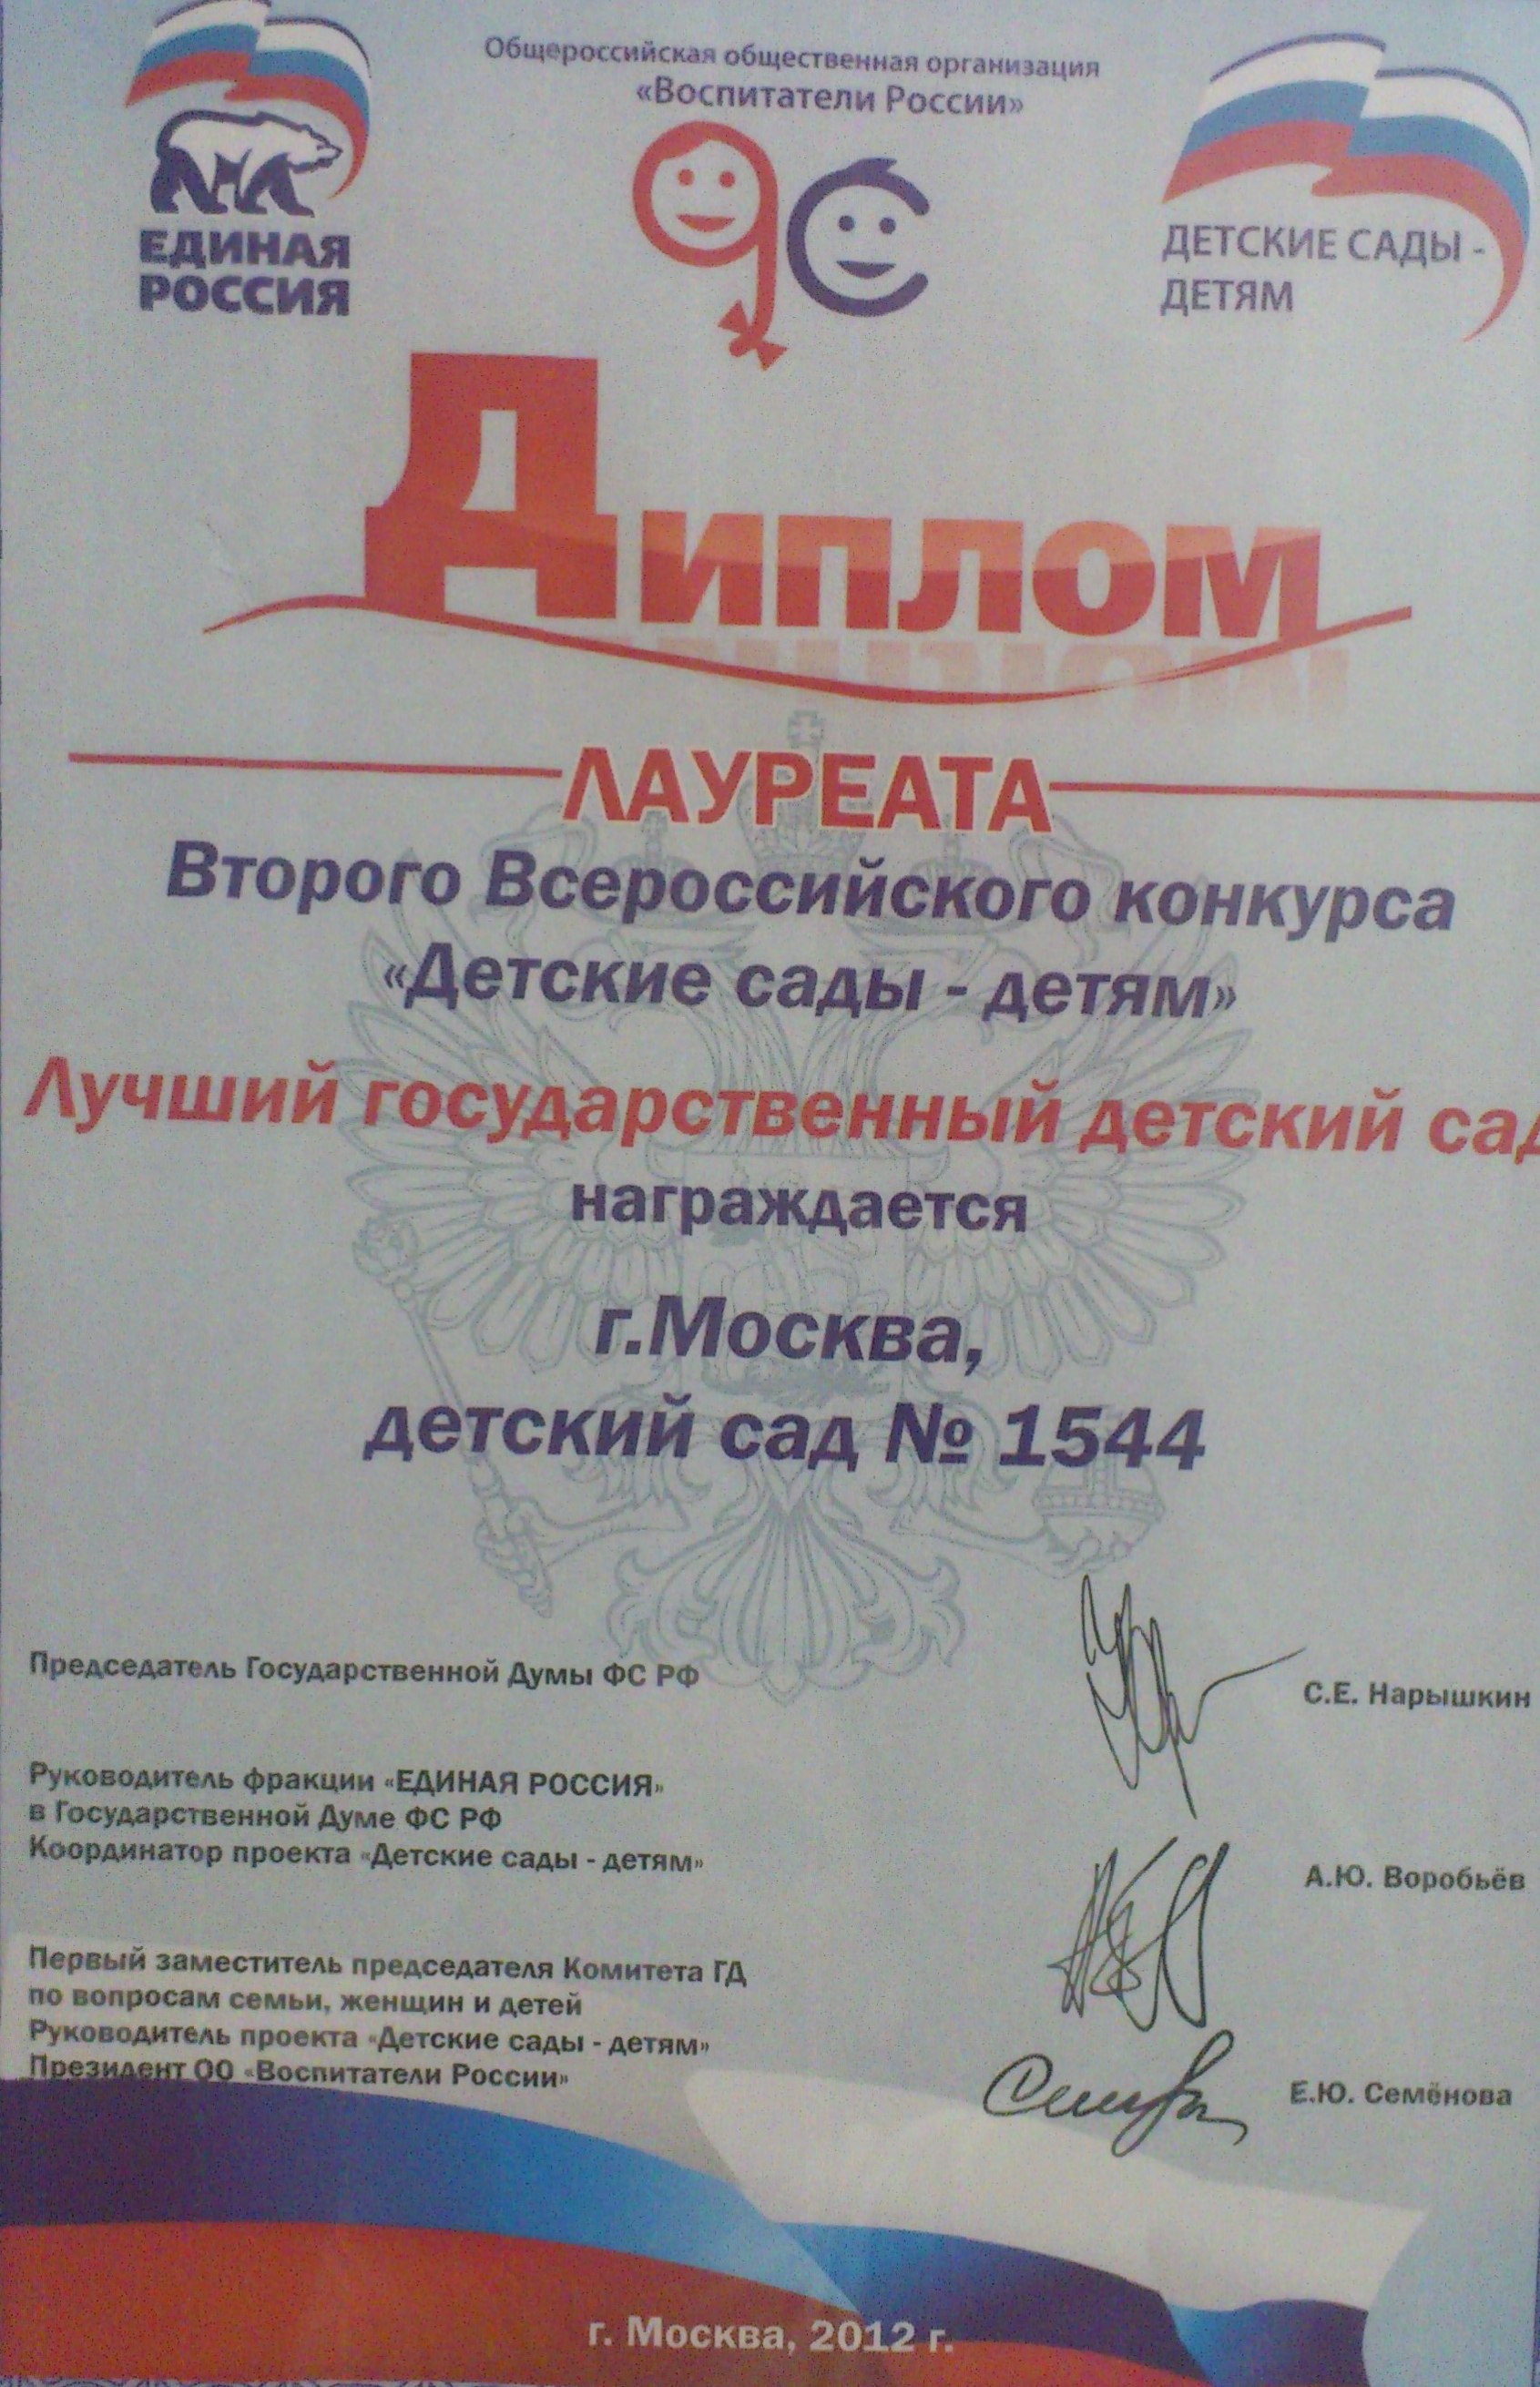 Общероссийская общественная организация
«Воспитатели России»
ЕДИНАЯ
РОССИЯ
ДЕТСКИЕ САДЫ -
ДЕТЯМ
Диплом
ЛАУРЕАТА
Второго Всероссийского конкурса
«Детские сады - детям»
Лучший государственный детский сад
награждается
г.Москва,
детский сад № 1544
Председатель Государственной Думы ФС РФ
С.Е. Нарышкин
Руководитель фракции «ЕДИНАЯ РОССИЯ»
в Государственной Думе ФС РФ
Координатор проекта «Детские сады - детям»
А.Ю. Воробьёв
Первый заместитель председателя Комитета ГД
по вопросам семьи, женщин и детей
Руководитель проекта «Детские сады - детям»
Президент ОО «Воспитатели России»
Е.Ю. Семёнова
г. Москва, 2012 г.